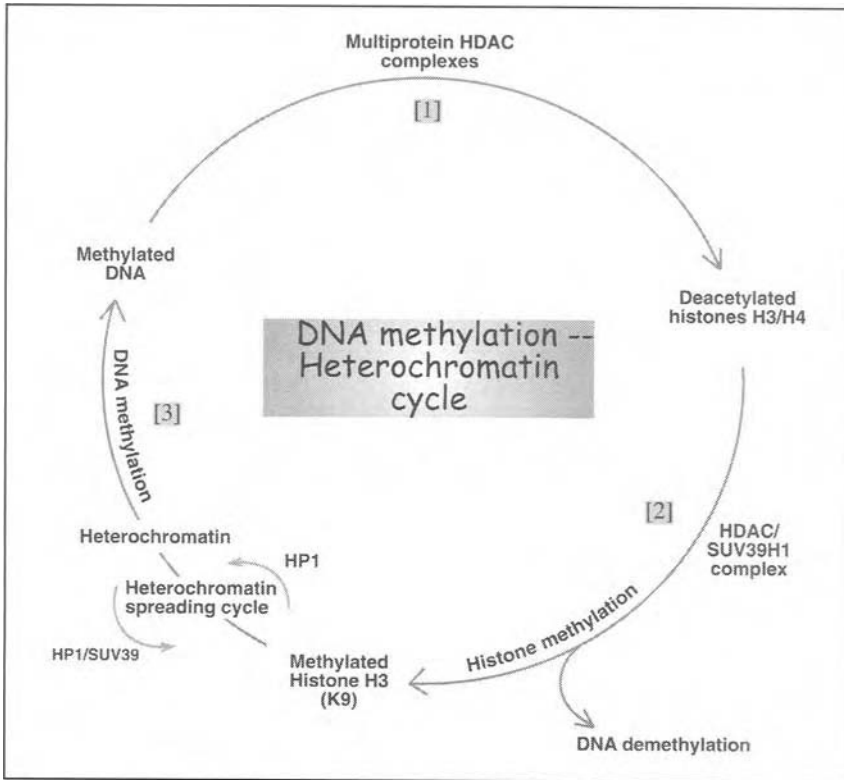 Multiprotein HDAC
complexes
[1]
Methylated
DNA
Deacetylated
histones H3/H4
DNA methylation --
Heterochromatin
cycle
DNA methylation
[3]
[2]
HDAC/
SUV39H1
complex
Heterochromatin
HP1
Heterochromatin
spreading cycle
HP1/SUV39
Histone methylation
Methylated
Histone H3
(K9)
DNA demethylation